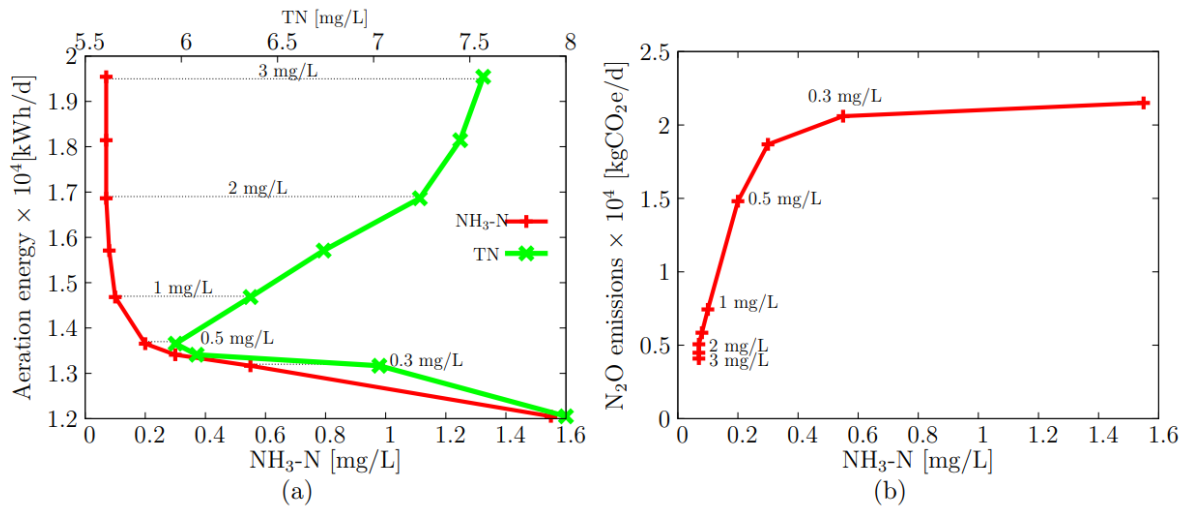 TN [mg/L]
5.5 6 6.5 7 7.5 8
Aeration energy × 10⁴[kWh/d]
2
1.9
1.8
1.7
1.6
1.5
1.4
1.3
1.2
3 mg/L
2 mg/L
NH₃-N
TN
1 mg/L
0.5 mg/L
0.3 mg/L
0 0.2 0.4 0.6 0.8 1 1.2 1.4 1.6
NH₃-N [mg/L]
(a)
N₂O emissions × 10⁴ [kgCO₂e/d]
2.5
2
1.5
1
0.5
0
0.3 mg/L
0.5 mg/L
1 mg/L
2 mg/L
3 mg/L
0 0.2 0.4 0.6 0.8 1 1.2 1.4 1.6
NH₃-N [mg/L]
(b)